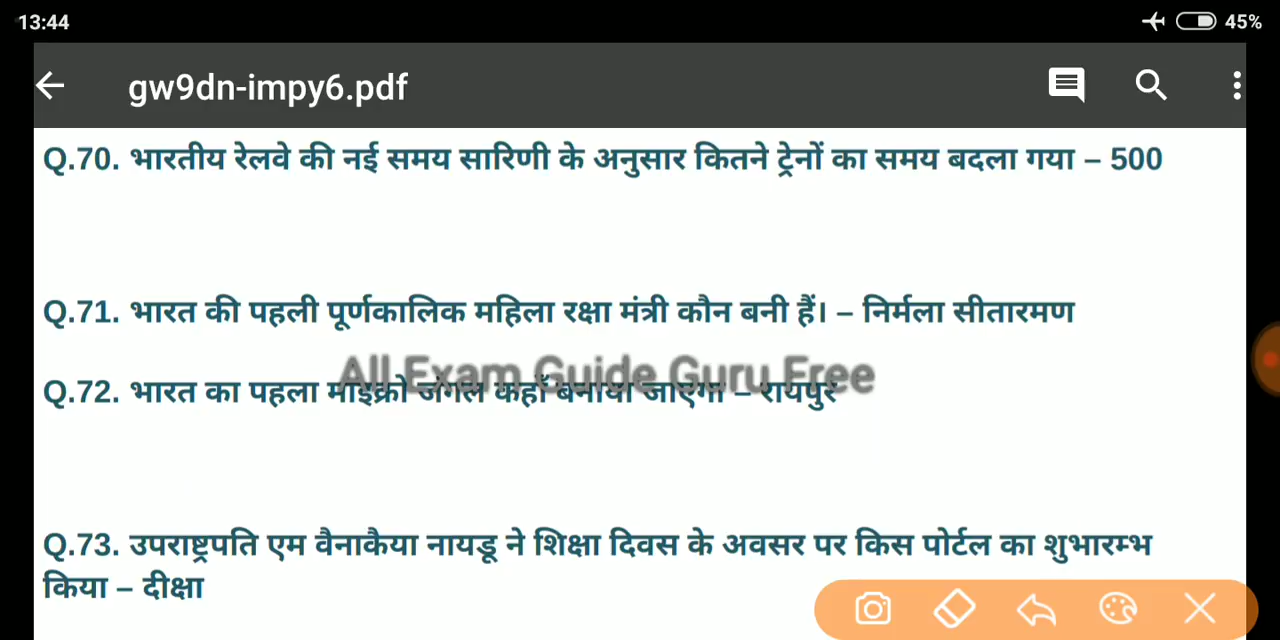 13:44
45%
gw9dn-impy6.pdf
Q.70. भारतीय रेलवे की नई समय सारिणी के अनुसार कितने ट्रेनों का समय बदला गया – 500
Q.71. भारत की पहली पूर्णकालिक महिला रक्षा मंत्री कौन बनी हैं। – निर्मला सीतारमण
All Exam Guide Guru Free
Q.72. भारत का पहला माइक्रो जंगल कहाँ बनाया जाएगा – रायपुर
Q.73. उपराष्ट्रपति एम वैनाकैया नायडू ने शिक्षा दिवस के अवसर पर किस पोर्टल का शुभारम्भ
किया – दीक्षा